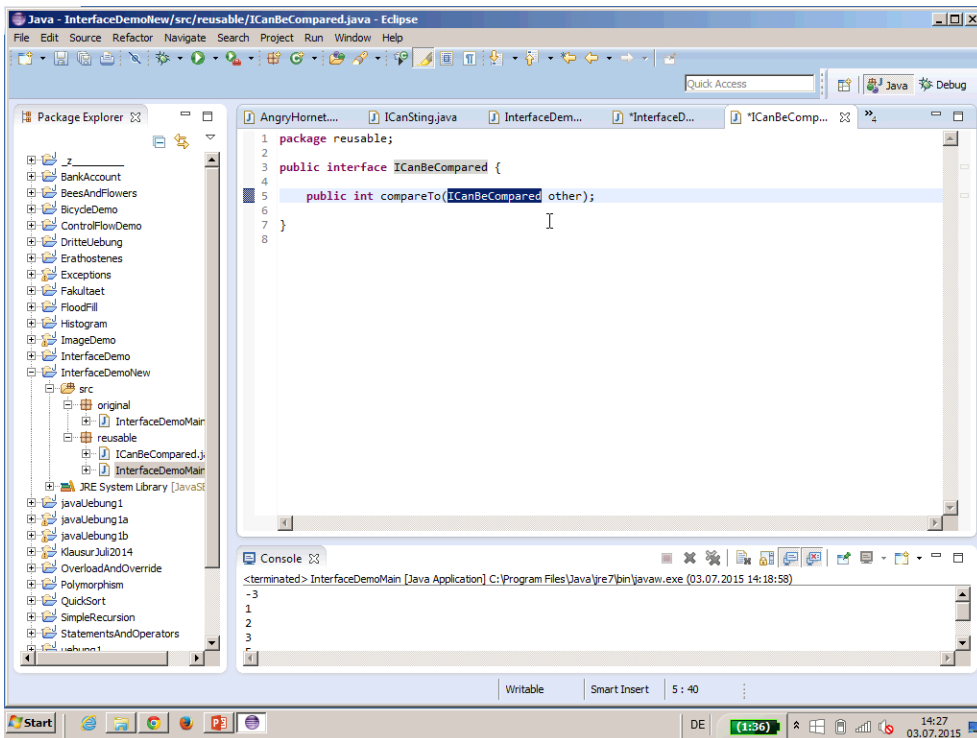 Java - InterfaceDemoNew/src/reusable/ICanBeCompared.java - Eclipse
File Edit Source Refactor Navigate Search Project Run Window Help
Quick Access
Java
Debug
Package Explorer
AngryHornet....
ICanSting.java
InterfaceDem...
*InterfaceD...
*ICanBeComp...
»4
_z_________
BankAccount
BeesAndFlowers
BicycleDemo
ControlFlowDemo
DritteUebung
Erathostenes
Exceptions
Fakultaet
FloodFill
Histogram
ImageDemo
InterfaceDemo
InterfaceDemoNew
src
original
InterfaceDemoMain
reusable
ICanBeCompared.ja
InterfaceDemoMain
JRE System Library [JavaSE
javaUebung1
javaUebung1a
javaUebung1b
KlausurJuli2014
OverloadAndOverride
Polymorphism
QuickSort
SimpleRecursion
StatementsAndOperators
uebung1
1 package reusable;
2
3 public interface ICanBeCompared {
4
5 public int compareTo(ICanBeCompared other);
6
7 }
8
Console
<terminated> InterfaceDemoMain [Java Application] C:\Program Files\Java\jre7\bin\javaw.exe (03.07.2015 14:18:58)
-3
1
2
3
Writable
Smart Insert
5 : 40
Start
DE
(1:36)
14:27
03.07.2015